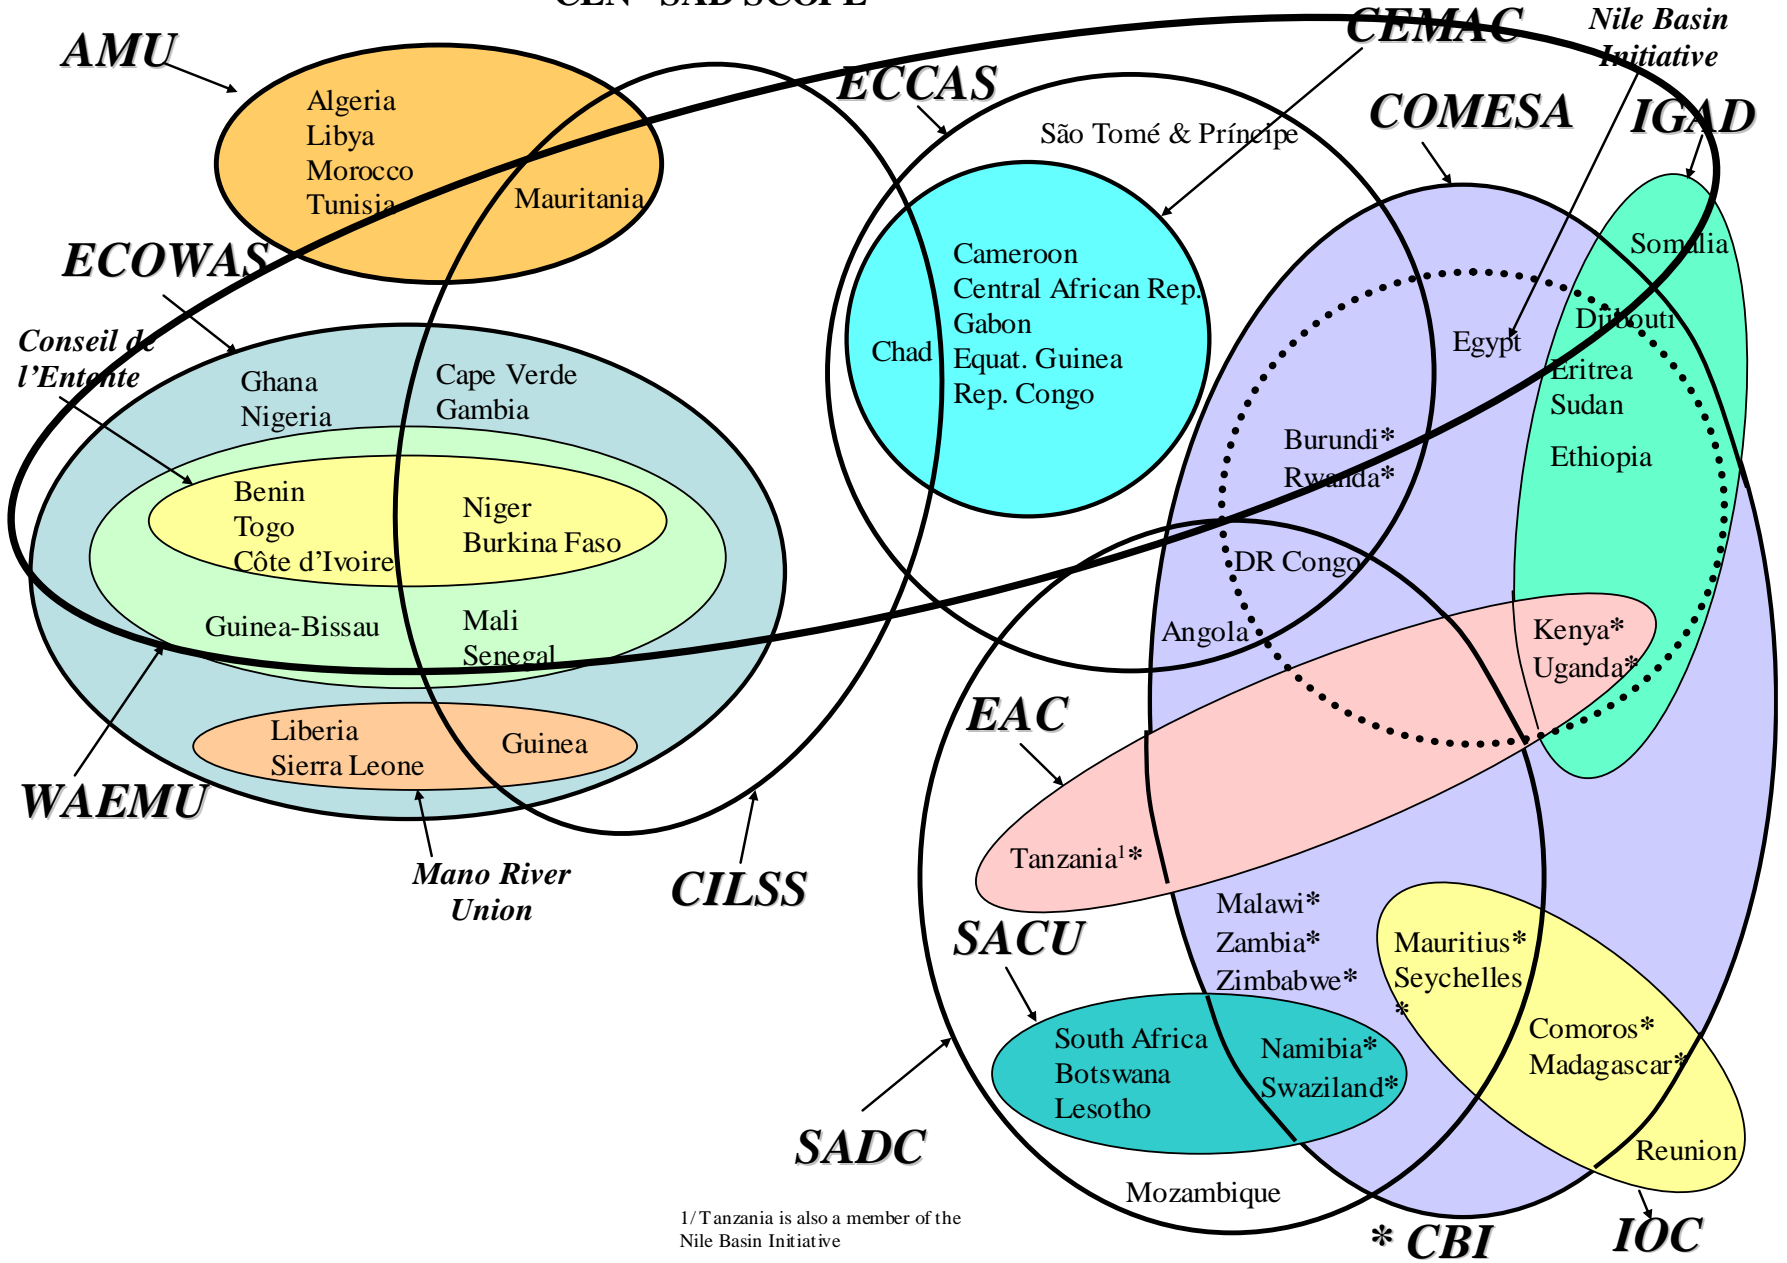 CEN - SAD SCOPE
AMU
Algeria
Libya
Morocco
Tunisia
Mauritania
ECOWAS
Conseil de
l’Entente
Ghana
Nigeria
Cape Verde
Gambia
Benin
Togo
Côte d’Ivoire
Niger
Burkina Faso
Guinea-Bissau
Mali
Senegal
Liberia
Sierra Leone
Guinea
WAEMU
Mano River
Union
CILSS
ECCAS
CEMAC
São Tomé & Príncipe
Chad
Cameroon
Central African Rep.
Gabon
Equat. Guinea
Rep. Congo
Nile Basin
Initiative
COMESA
IGAD
Somalia
Djibouti
Egypt
Eritrea
Sudan
Ethiopia
Burundi*
Rwanda*
DR Congo
Angola
Kenya*
Uganda*
EAC
Tanzania¹*
SACU
Malawi*
Zambia*
Zimbabwe*
Mauritius*
Seychelles
*
Comoros*
Madagascar*
Reunion
South Africa
Botswana
Lesotho
Namibia*
Swaziland*
SADC
Mozambique
1/ Tanzania is also a member of the
Nile Basin Initiative
* CBI
IOC